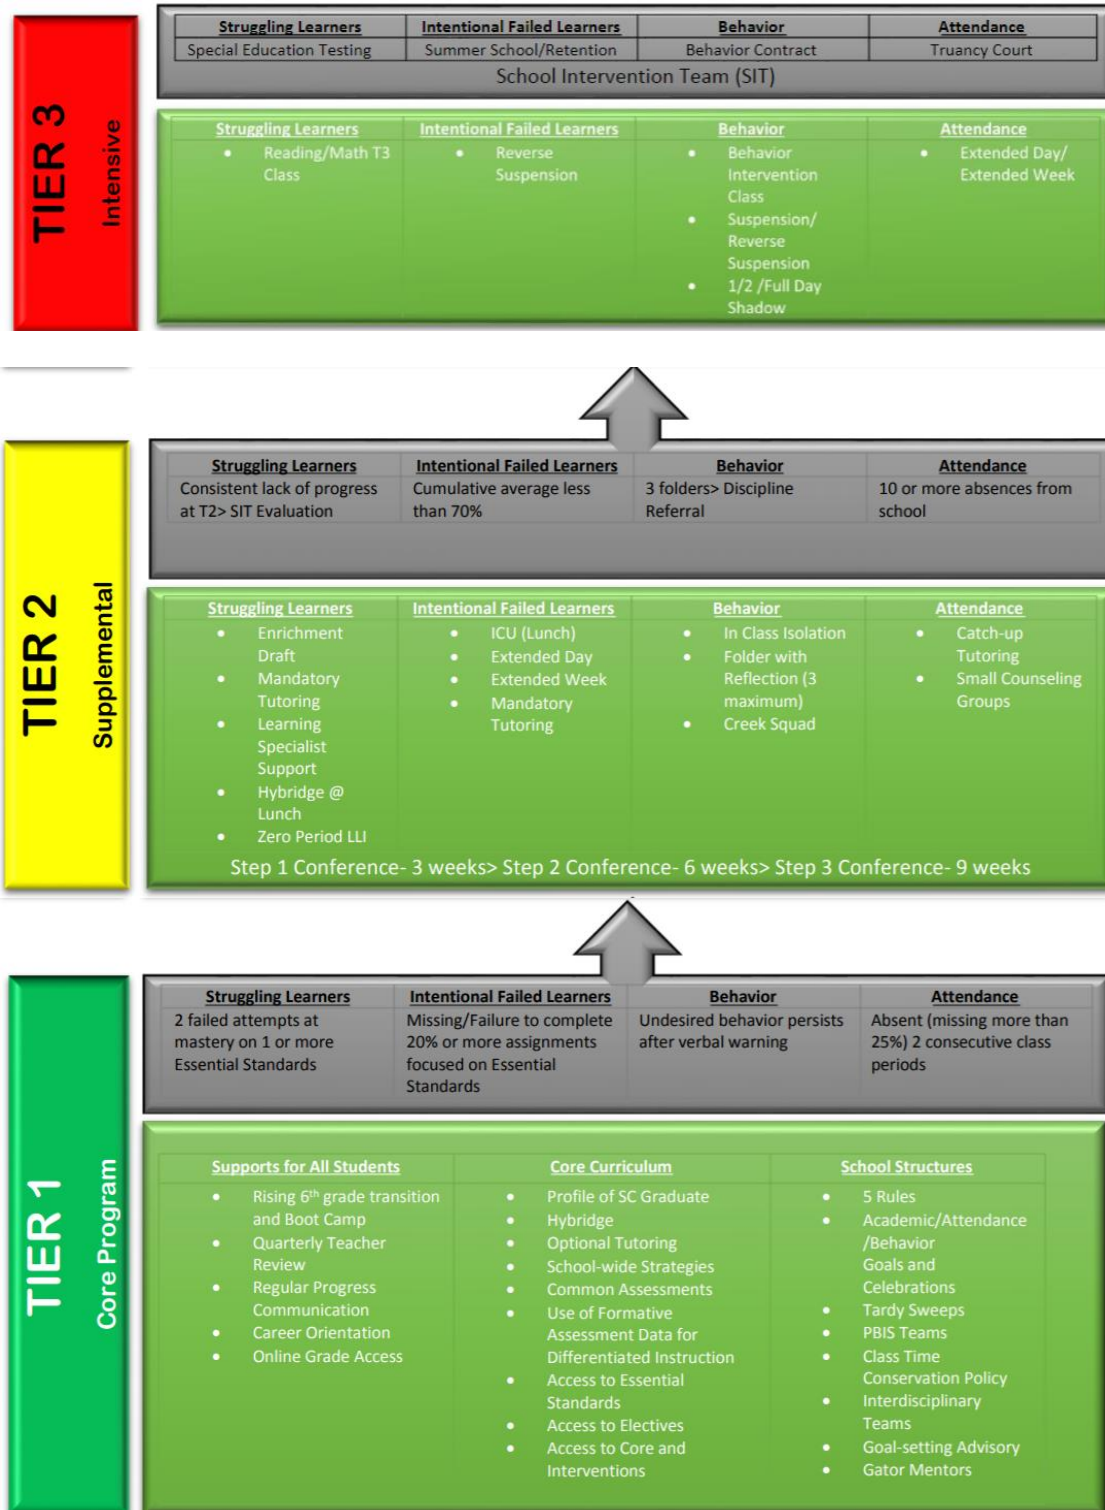 TIER 3
Intensive
Struggling Learners Intentional Failed Learners Behavior Attendance
Special Education Testing Summer School/Retention Behavior Contract Truancy Court
School Intervention Team (SIT)
Struggling Learners
• Reading/Math T3
Class
Intentional Failed Learners
• Reverse
Suspension
Behavior
• Behavior
Intervention
Class
• Suspension/
Reverse
Suspension
• 1/2 /Full Day
Shadow
Attendance
• Extended Day/
Extended Week
TIER 2
Supplemental
Struggling Learners
Consistent lack of progress
at T2> SIT Evaluation
Intentional Failed Learners
Cumulative average less
than 70%
Behavior
3 folders> Discipline
Referral
Attendance
10 or more absences from
school
Struggling Learners
• Enrichment
Draft
• Mandatory
Tutoring
• Learning
Specialist
Support
• Hybridge @
Lunch
• Zero Period LLI
Intentional Failed Learners
• ICU (Lunch)
• Extended Day
• Extended Week
• Mandatory
Tutoring
Behavior
• In Class Isolation
• Folder with
Reflection (3
maximum)
• Creek Squad
Attendance
• Catch-up
Tutoring
• Small Counseling
Groups
Step 1 Conference- 3 weeks> Step 2 Conference- 6 weeks> Step 3 Conference- 9 weeks
TIER 1
Core Program
Struggling Learners
2 failed attempts at
mastery on 1 or more
Essential Standards
Intentional Failed Learners
Missing/Failure to complete
20% or more assignments
focused on Essential
Standards
Behavior
Undesired behavior persists
after verbal warning
Attendance
Absent (missing more than
25%) 2 consecutive class
periods
Supports for All Students
• Rising 6th grade transition
and Boot Camp
• Quarterly Teacher
Review
• Regular Progress
Communication
• Career Orientation
• Online Grade Access
Core Curriculum
• Profile of SC Graduate
• Hybridge
• Optional Tutoring
• School-wide Strategies
• Common Assessments
• Use of Formative
Assessment Data for
Differentiated Instruction
• Access to Essential
Standards
• Access to Electives
• Access to Core and
Interventions
School Structures
• 5 Rules
• Academic/Attendance
/Behavior
Goals and
Celebrations
• Tardy Sweeps
• PBIS Teams
• Class Time
Conservation Policy
• Interdisciplinary
Teams
• Goal-setting Advisory
• Gator Mentors